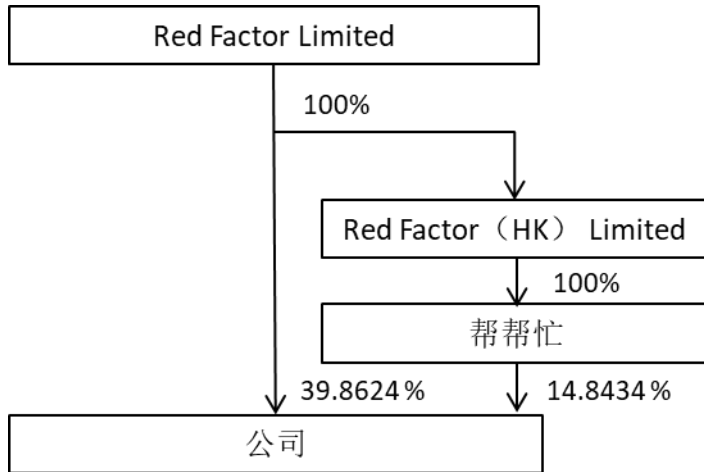 Red Factor Limited
100%
Red Factor（HK） Limited
100%
帮帮忙
39.8624%
14.8434%
公司